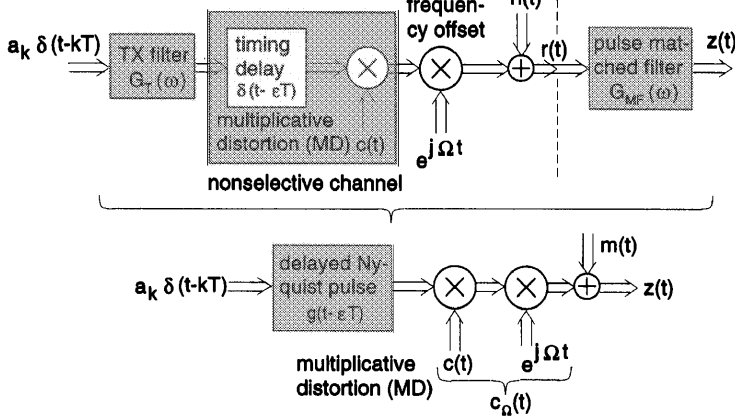 frequen-
cy offset
n(t)
a_k δ(t-kT)
TX filter
G_T(ω)
timing
delay
δ(t-εT)
multiplicative
distortion (MD) c(t)
nonselective channel
e^jΩt
r(t)
pulse mat-
ched filter
G_MF(ω)
z(t)
a_k δ(t-kT)
delayed Ny-
quist pulse
g(t-εT)
m(t)
z(t)
multiplicative
distortion (MD)
c(t)
e^jΩt
c_Ω(t)